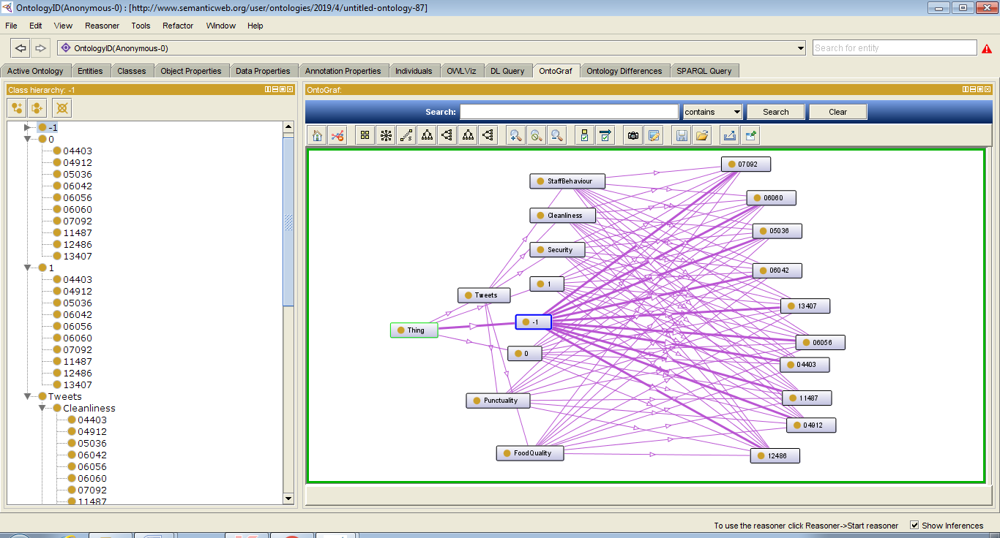 OntologyID(Anonymous-0) : [http://www.semanticweb.org/user/ontologies/2019/4/untitled-ontology-87]
File Edit View Reasoner Tools Refactor Window Help
OntologyID(Anonymous-0)
Search for entity
Active Ontology Entities Classes Object Properties Data Properties Annotation Properties Individuals OWLViz DL Query OntoGraf Ontology Differences SPARQL Query
Class hierarchy: -1
-1
0
04403
04912
05036
06042
06056
06060
07092
11487
12486
13407
1
04403
04912
05036
06042
06056
06060
07092
11487
12486
13407
Tweets
Cleanliness
04403
04912
05036
06042
06056
06060
07092
11487
OntoGraf:
Search: contains Search Clear
07092
StaffBehaviour
06060
Cleanliness
05036
Security
06042
1
Tweets
13407
-1
Thing
06056
0
04403
11487
Punctuality
04912
FoodQuality
12486
To use the reasoner click Reasoner->Start reasoner Show Inferences